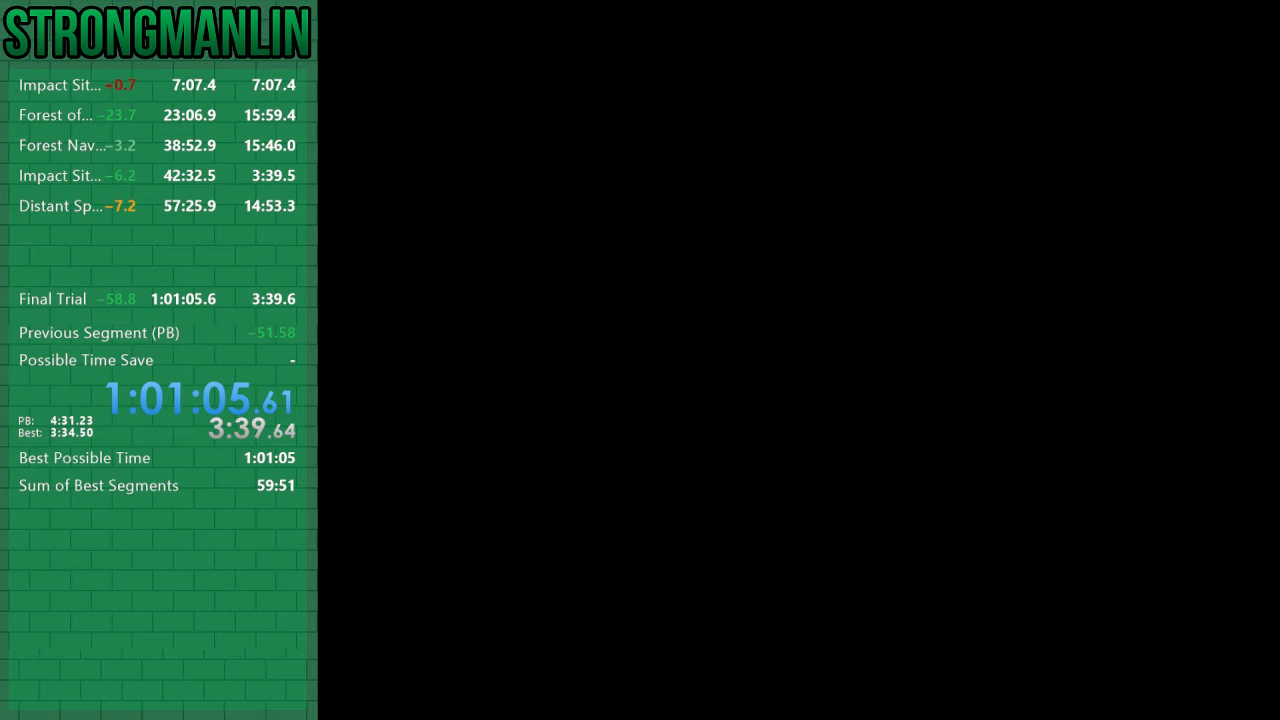 STRONGMANLIN
Impact Sit... +0.7 7:07.4 7:07.4
Forest of... −23.7 23:06.9 15:59.4
Forest Nav... −3.2 38:52.9 15:46.0
Impact Sit... −6.2 42:32.5 3:39.5
Distant Sp... −7.2 57:25.9 14:53.3
Final Trial −58.8 1:01:05.6 3:39.6
Previous Segment (PB) −51.58
Possible Time Save -
1:01:05.61
PB: 4:31.23
Best: 3:34.50
3:39.64
Best Possible Time 1:01:05
Sum of Best Segments 59:51